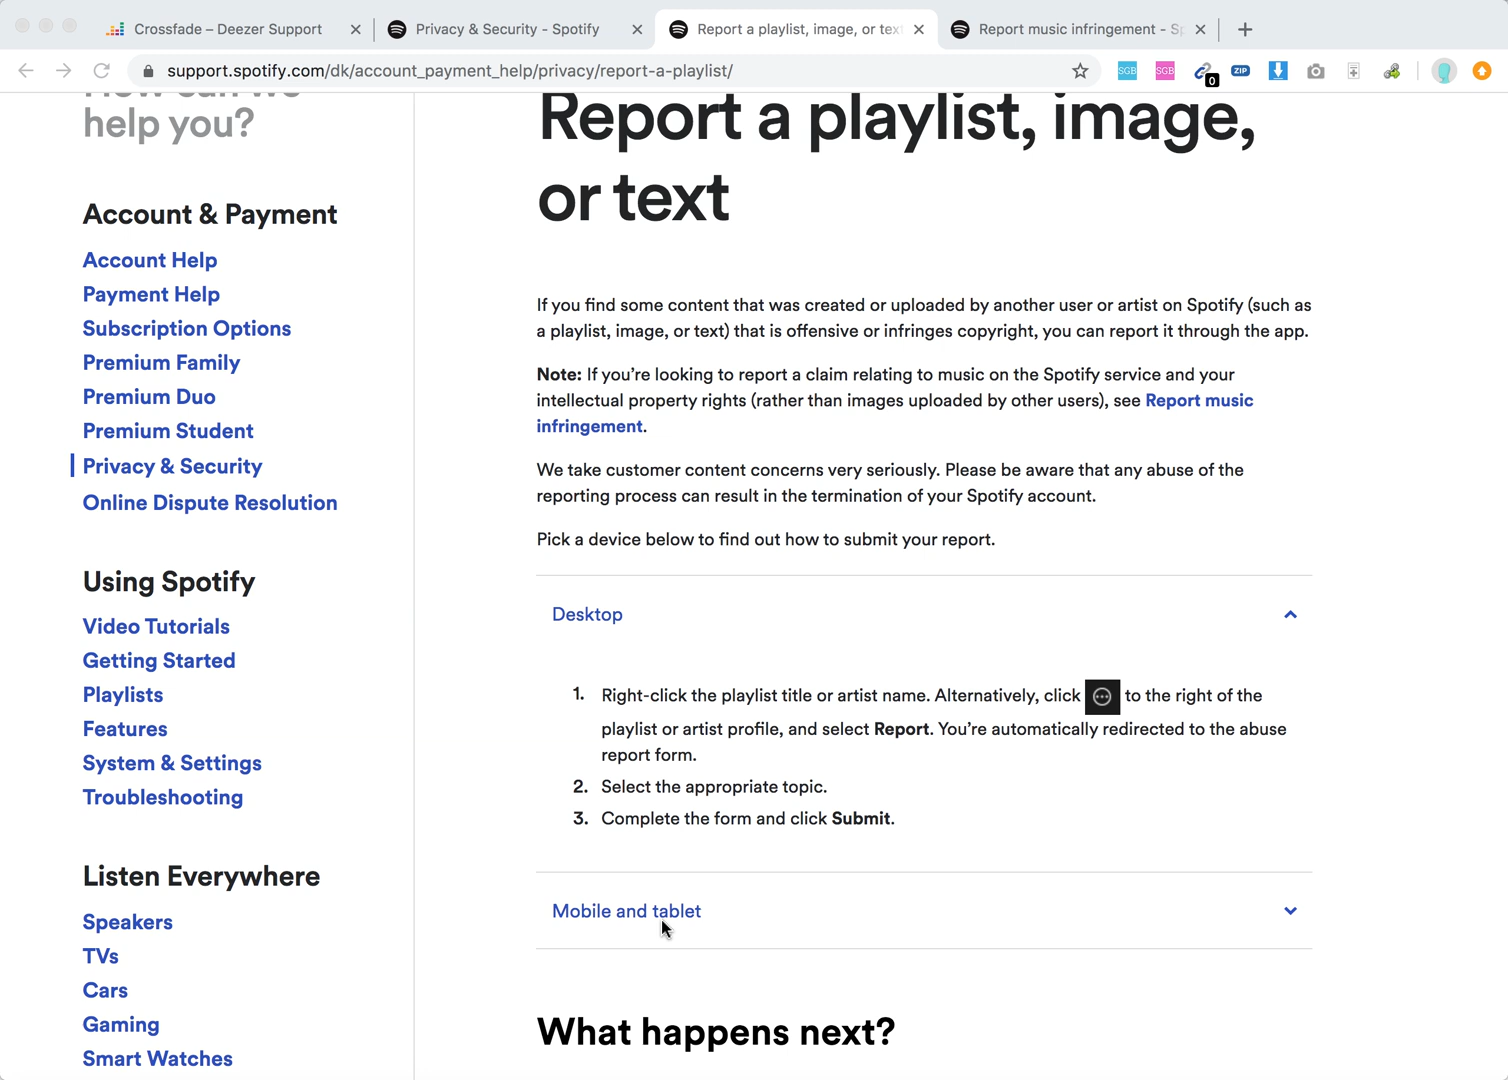 Crossfade – Deezer Support
Privacy & Security - Spotify
Report a playlist, image, or text
Report music infringement - Sp
support.spotify.com/dk/account_payment_help/privacy/report-a-playlist/
SGB
SGB
0
ZIP
How can we
help you?
Account & Payment
Account Help
Payment Help
Subscription Options
Premium Family
Premium Duo
Premium Student
Privacy & Security
Online Dispute Resolution
Using Spotify
Video Tutorials
Getting Started
Playlists
Features
System & Settings
Troubleshooting
Listen Everywhere
Speakers
TVs
Cars
Gaming
Smart Watches
Report a playlist, image,
or text
If you find some content that was created or uploaded by another user or artist on Spotify (such as
a playlist, image, or text) that is offensive or infringes copyright, you can report it through the app.
Note: If you’re looking to report a claim relating to music on the Spotify service and your
intellectual property rights (rather than images uploaded by other users), see Report music
infringement.
We take customer content concerns very seriously. Please be aware that any abuse of the
reporting process can result in the termination of your Spotify account.
Pick a device below to find out how to submit your report.
Desktop
1. Right-click the playlist title or artist name. Alternatively, click to the right of the
playlist or artist profile, and select Report. You’re automatically redirected to the abuse
report form.
2. Select the appropriate topic.
3. Complete the form and click Submit.
Mobile and tablet
What happens next?